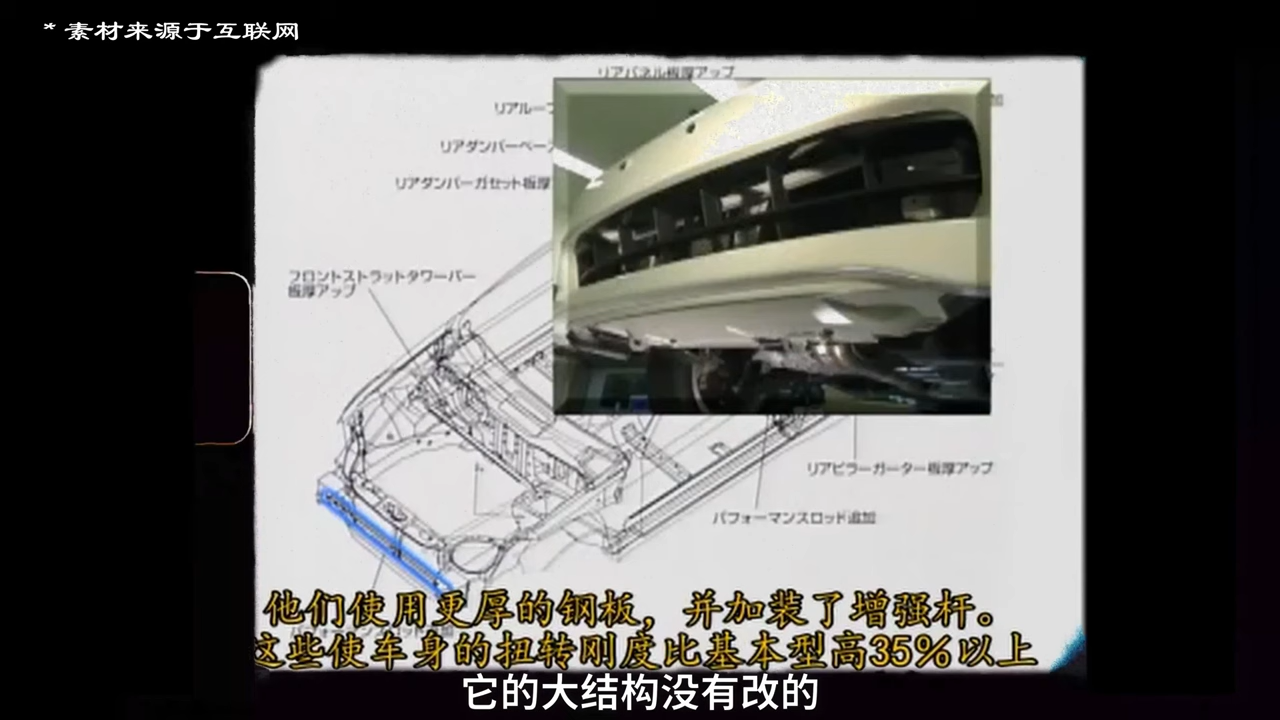 * 素材来源于互联网
リアパネル板厚アップ
リアルーフ
リアダンパーベース
リアダンパーガセット板厚
フロントストラットタワーバー
板厚アップ
リアピラーガーター板厚アップ
パフォーマンスロッド追加
他们使用更厚的钢板，并加装了增强杆。
这些使车身的扭转刚度比基本型高35%以上
它的大结构没有改的